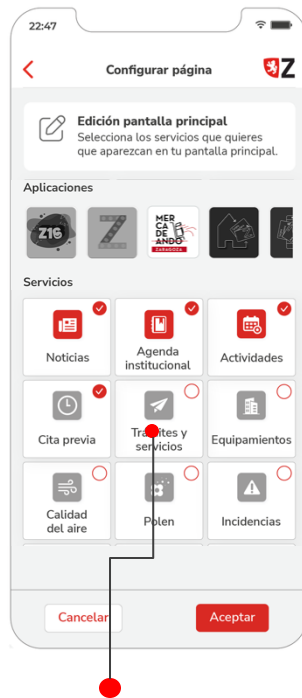 22:47
Configurar página
Z
Edición pantalla principal
Selecciona los servicios que quieres
que aparezcan en tu pantalla principal.
Aplicaciones
Z16
Z
MER
CA
DE
ANDO
ZARAGOZA
Servicios
Noticias
Agenda
institucional
Actividades
Cita previa
Trámites y
servicios
Equipamientos
Calidad
del aire
Polen
Incidencias
Cancelar
Aceptar